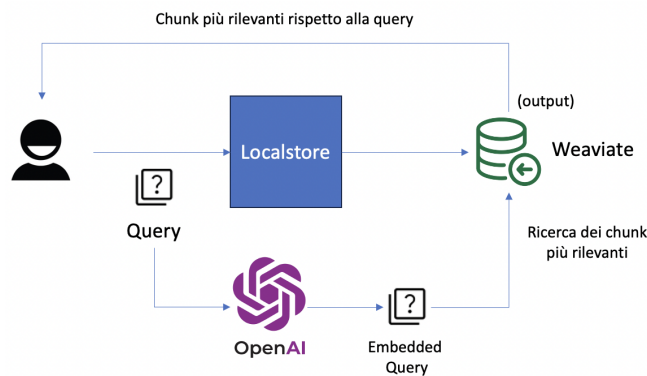 Chunk più rilevanti rispetto alla query
(output)
Localstore
Weaviate
?
Query
Ricerca dei chunk
più rilevanti
OpenAI
?
Embedded
Query